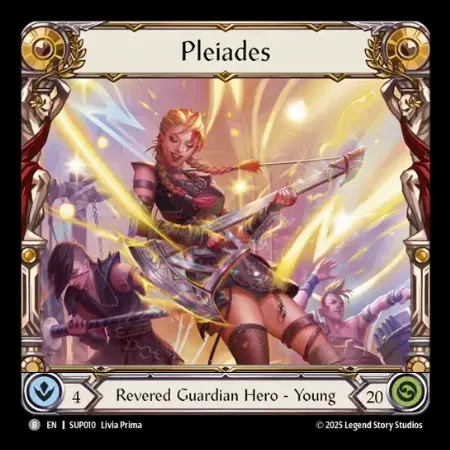 Pleiades
4 Revered Guardian Hero - Young 20
B EN | SUP010 Livia Prima © 2025 Legend Story Studios